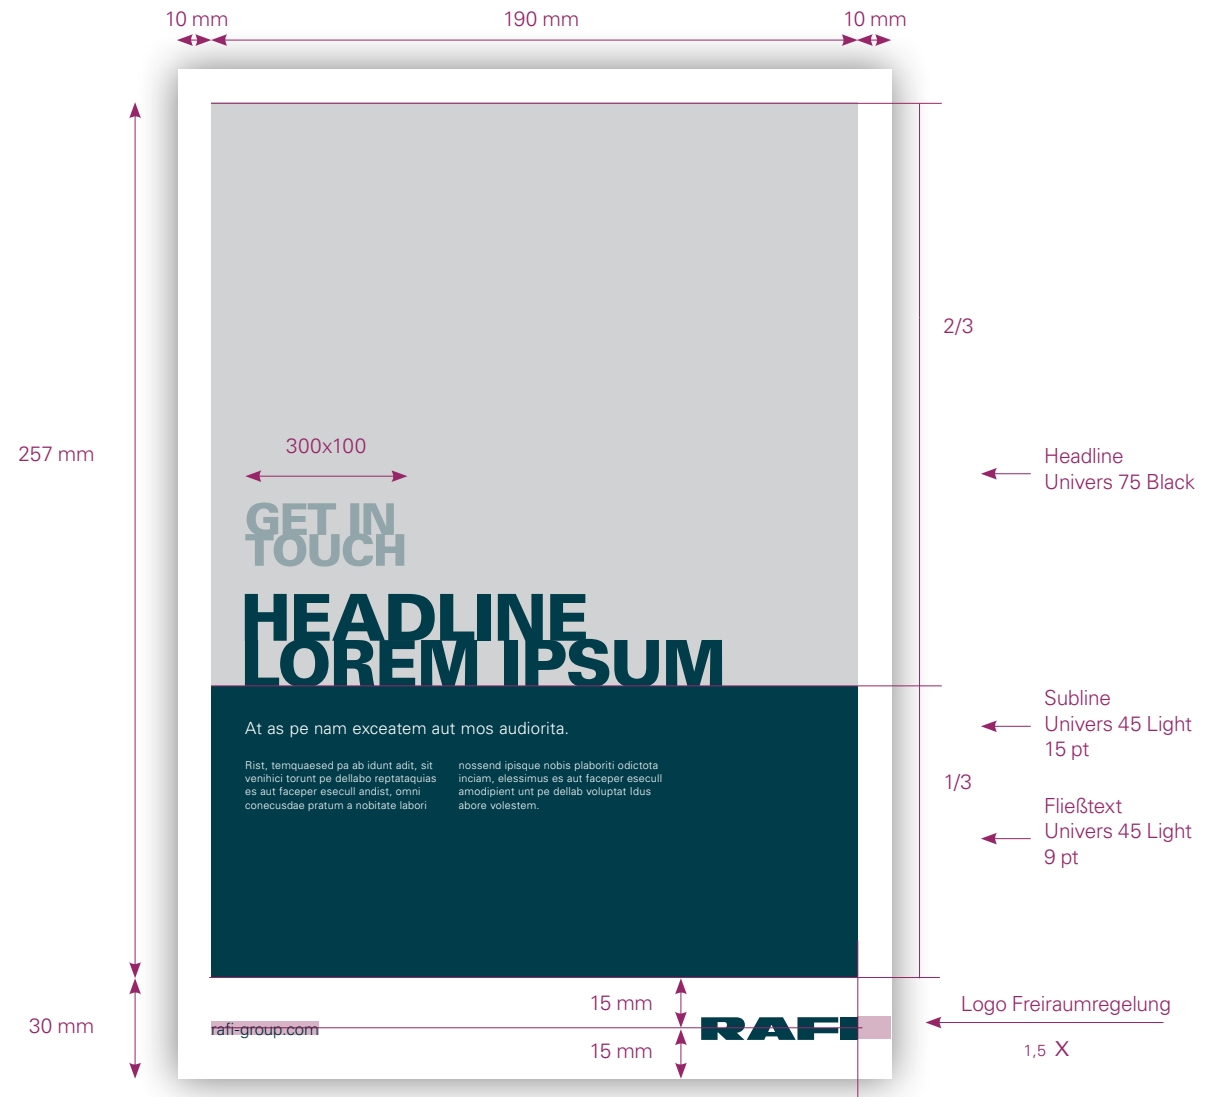 10 mm
190 mm
10 mm
2/3
257 mm
300x100
Headline
Univers 75 Black
GET IN
TOUCH
HEADLINE
LOREM IPSUM
Subline
Univers 45 Light
15 pt
At as pe nam exceatem aut mos audiorita.
Rist, temquaesed pa ab idunt adit, sit
venihici torunt pe dellabo reptataquias
es aut faceper esecull andist, omni
conecusdae pratum a nobitate labori
nossend ipisque nobis plaboriti odictota
inciam, elessimus es aut faceper esecull
amodipient unt pe dellab voluptat Idus
abore volestem.
1/3
Fließtext
Univers 45 Light
9 pt
15 mm
Logo Freiraumregelung
30 mm
rafi-group.com
RAFI
15 mm
1,5 X